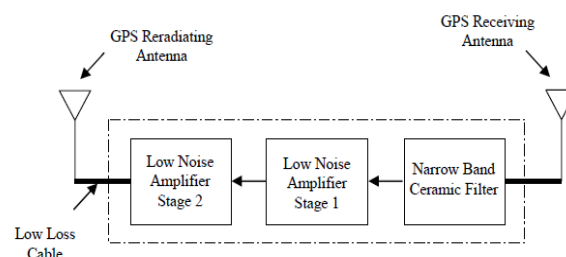 GPS Reradiating
Antenna
GPS Receiving
Antenna
Low Noise
Amplifier
Stage 2
Low Noise
Amplifier
Stage 1
Narrow Band
Ceramic Filter
Low Loss
Cable